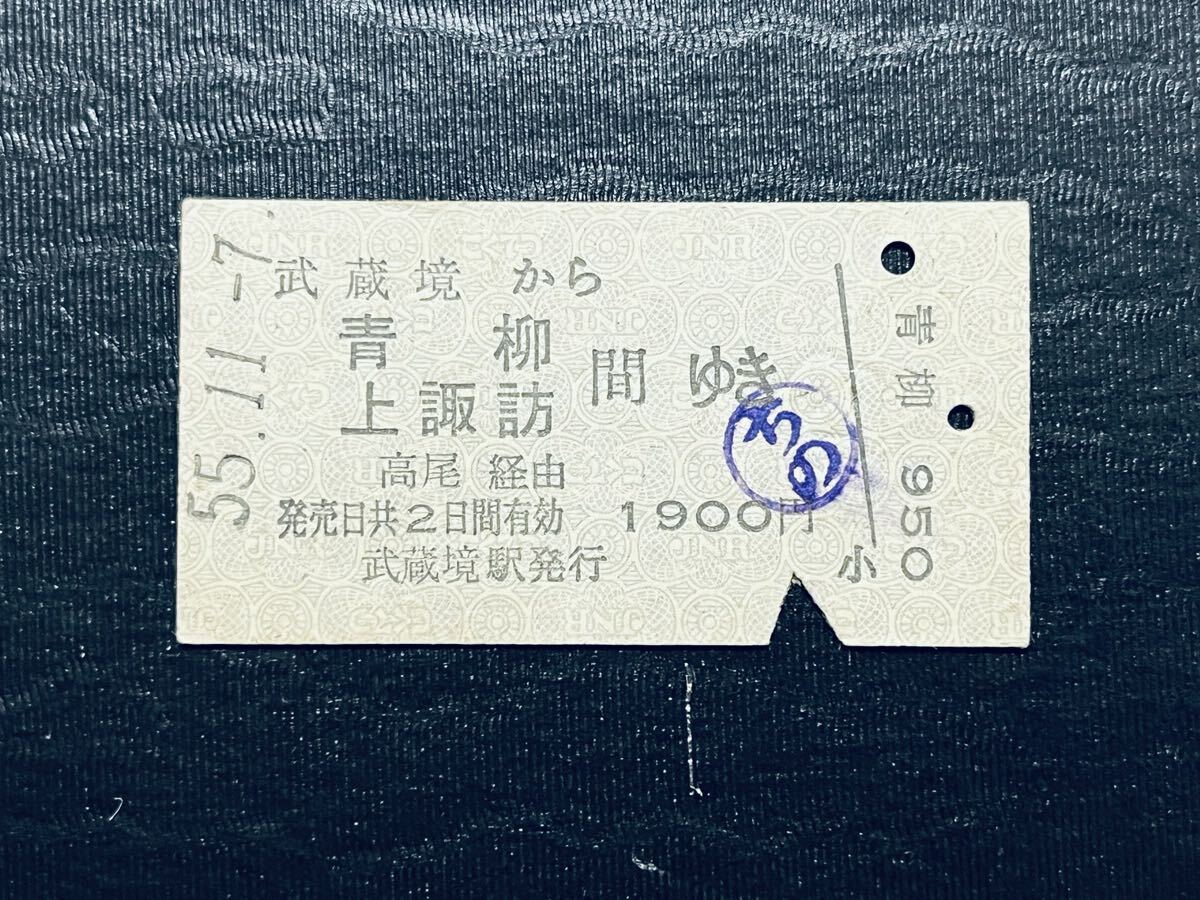 55.11.-7
武蔵境 から
青柳
上諏訪
間 ゆき
ちの
高尾 経由
発売日共2日間有効 1900円
武蔵境駅発行
青柳 950
小